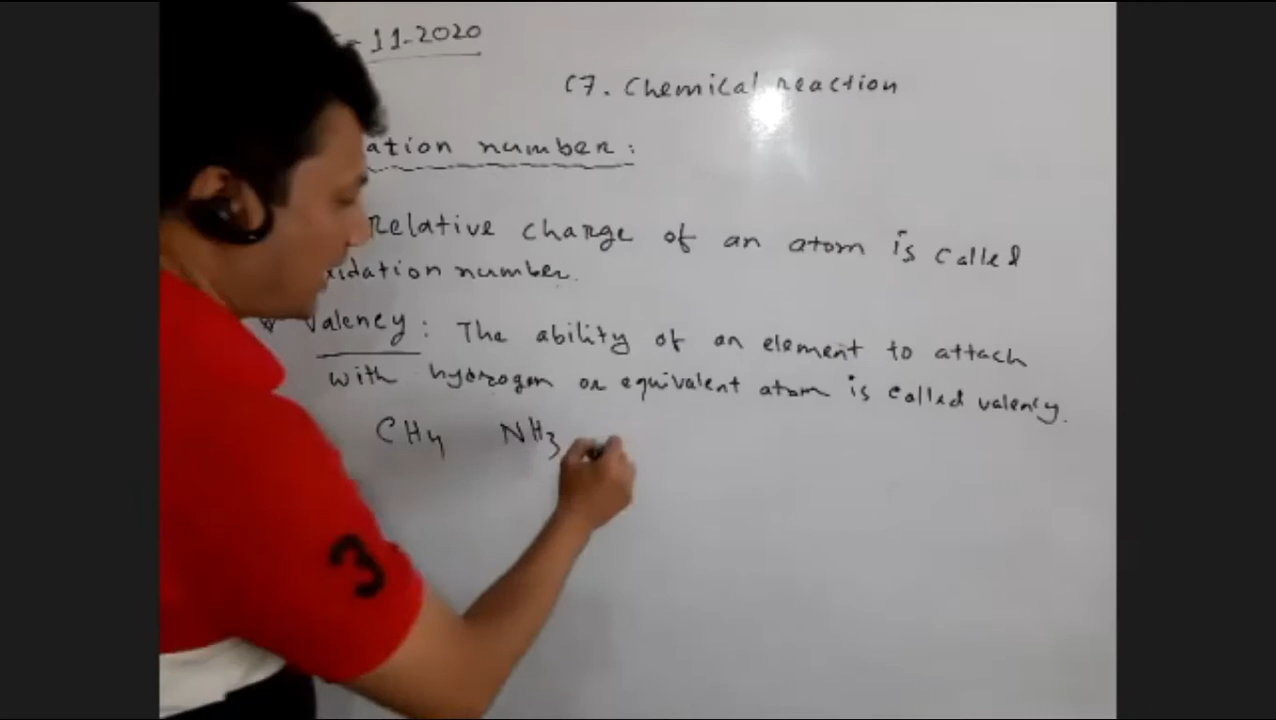 11-2020
C7. Chemical reaction
ation number:
Relative charge of an atom is called
xidation number.
Valency: The ability of an element to attach
with hydrogen or equivalent atom is called valency.
CH4 NH3
3